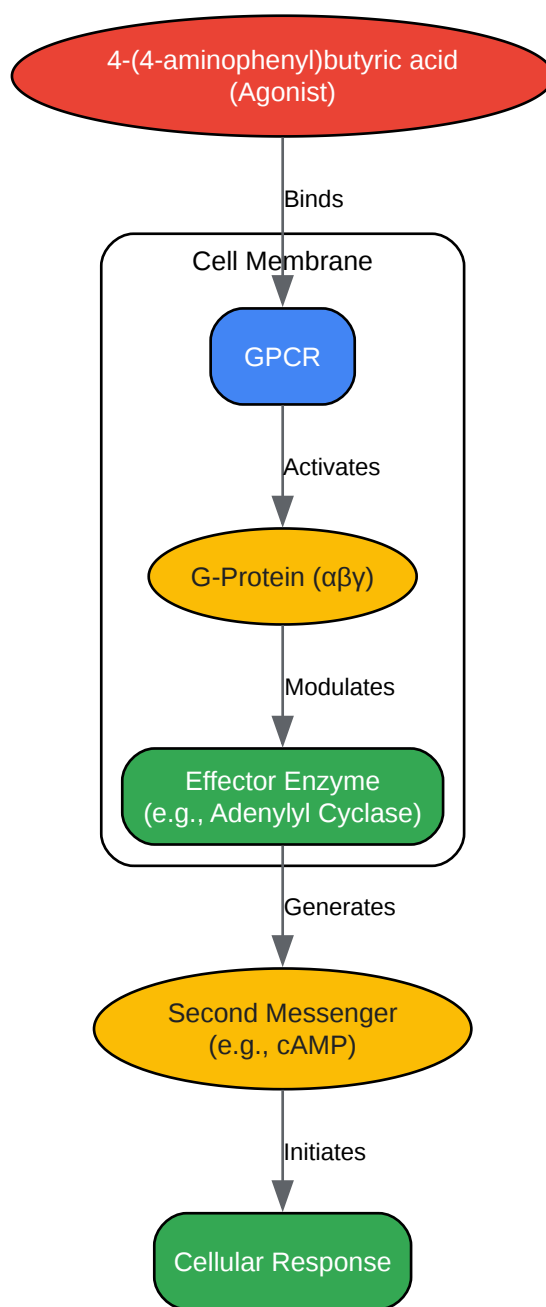 4-(4-aminophenyl)butyric acid
(Agonist)
Binds
Cell Membrane
GPCR
Activates
G-Protein (αβγ)
Modulates
Effector Enzyme
(e.g., Adenylyl Cyclase)
Generates
Second Messenger
(e.g., cAMP)
Initiates
Cellular Response